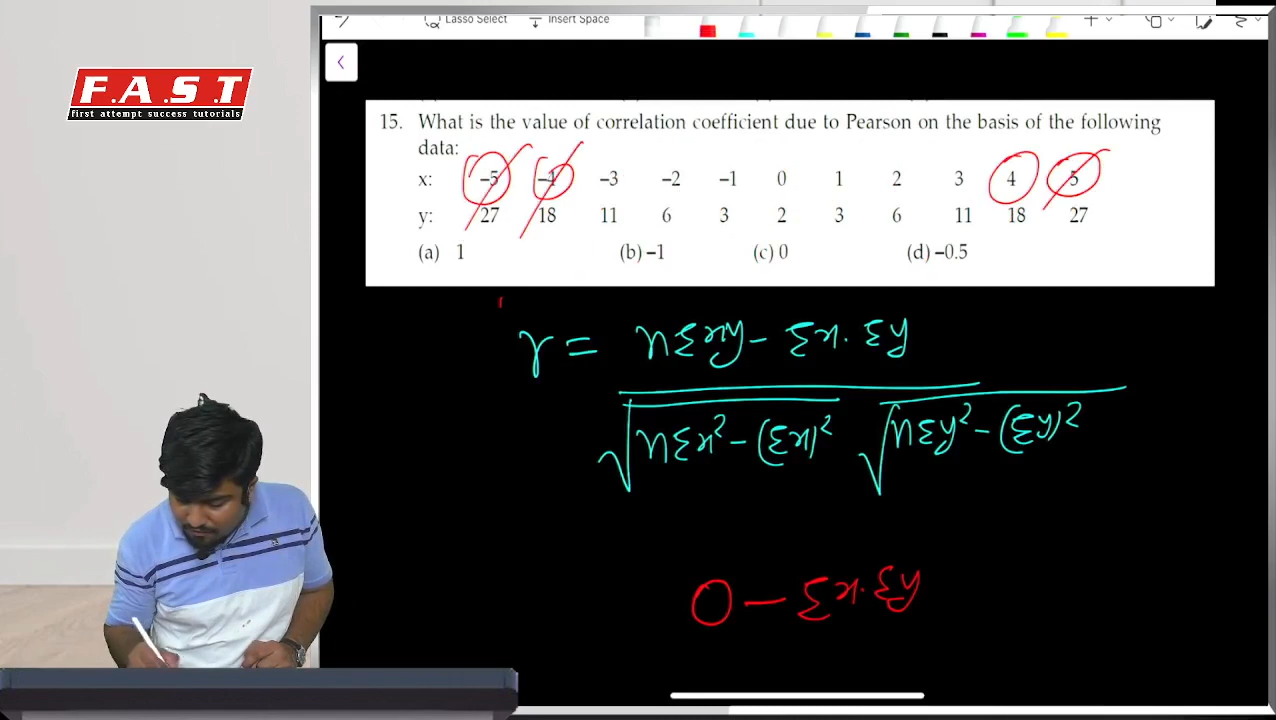 Lasso Select Insert Space
F.A.S.T
first attempt success tutorials
15. What is the value of correlation coefficient due to Pearson on the basis of the following
data:
x: –5 –4 –3 –2 –1 0 1 2 3 4 5
y: 27 18 11 6 3 2 3 6 11 18 27
(a) 1 (b) –1 (c) 0 (d) –0.5
r = nΣxy - Σx. Σy
√nΣx² - (Σx)² √nΣy² - (Σy)²
0 - Σx. Σy